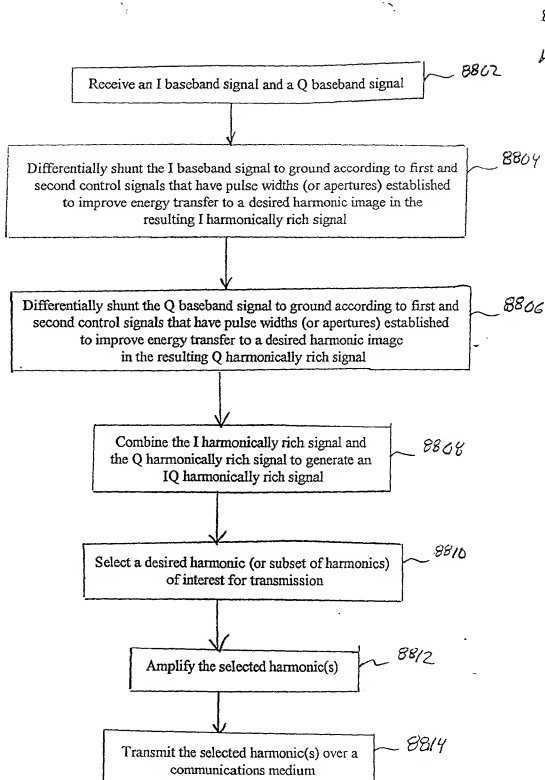 Receive an I baseband signal and a Q baseband signal
8802
Differentially shunt the I baseband signal to ground according to first and
second control signals that have pulse widths (or apertures) established
to improve energy transfer to a desired harmonic image in the
resulting I harmonically rich signal
8804
Differentially shunt the Q baseband signal to ground according to first and
second control signals that have pulse widths (or apertures) established
to improve energy transfer to a desired harmonic image
in the resulting Q harmonically rich signal
8806
Combine the I harmonically rich signal and
the Q harmonically rich signal to generate an
IQ harmonically rich signal
8808
Select a desired harmonic (or subset of harmonics)
of interest for transmission
8810
Amplify the selected harmonic(s)
8812
Transmit the selected harmonic(s) over a
communications medium
8814